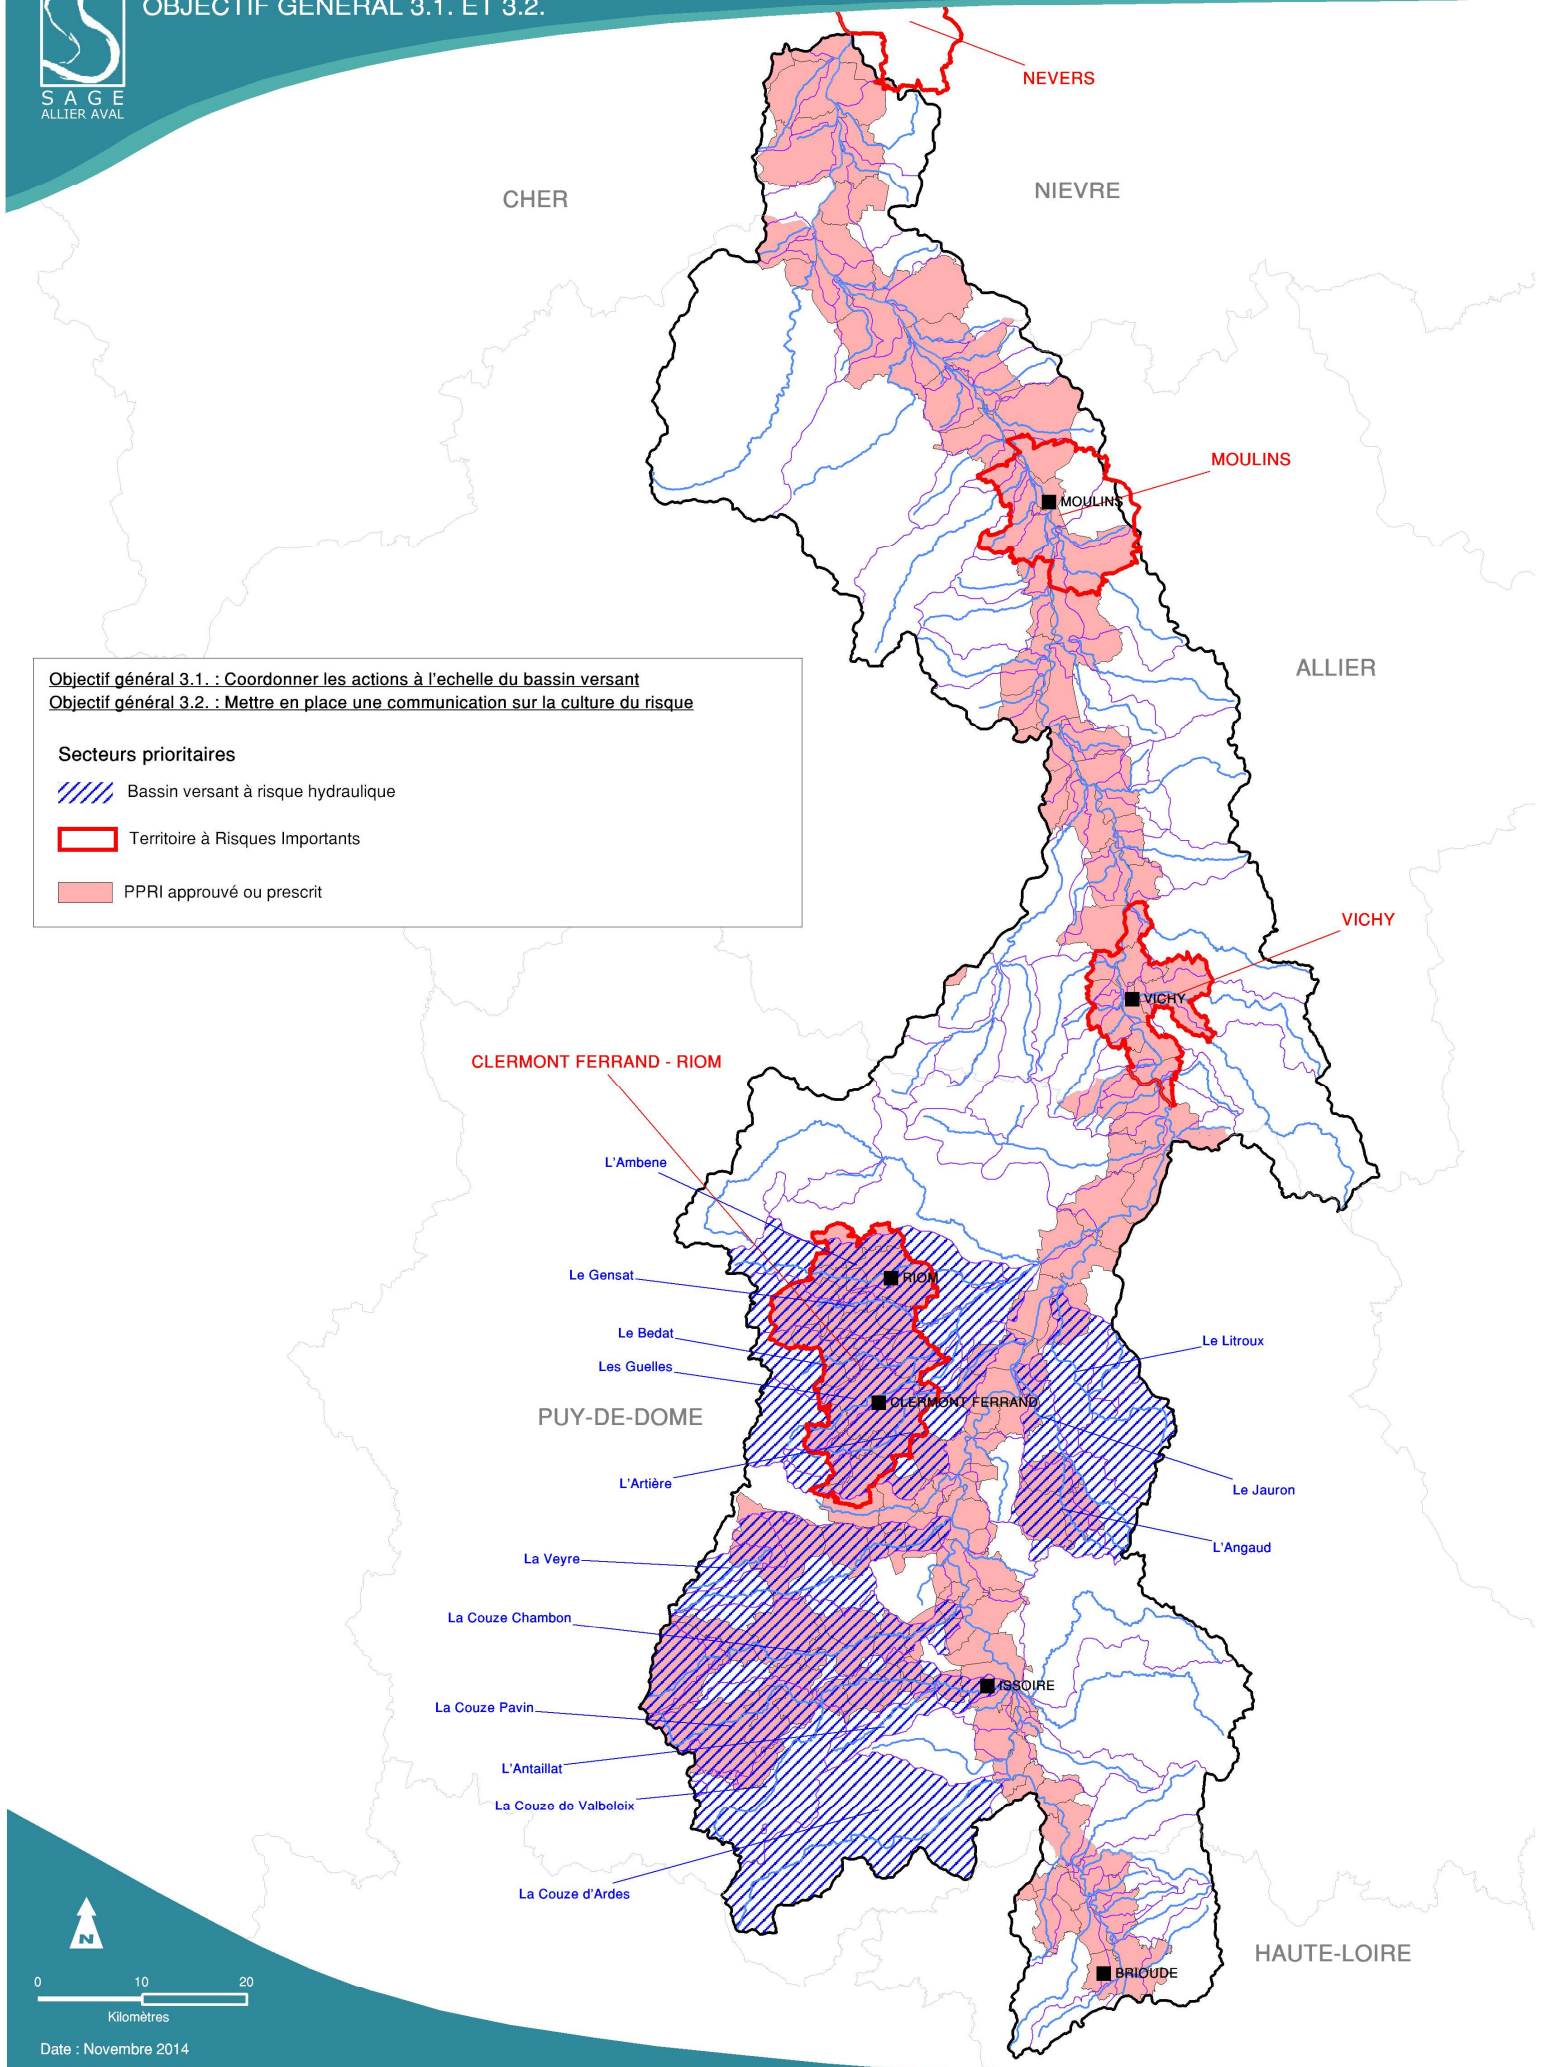 OBJECTIF GENERAL 3.1. ET 3.2.
S A G E
ALLIER AVAL
NEVERS
CHER
NIEVRE
MOULINS
MOULINS
ALLIER
Objectif général 3.1. : Coordonner les actions à l'echelle du bassin versant
Objectif général 3.2. : Mettre en place une communication sur la culture du risque
Secteurs prioritaires
Bassin versant à risque hydraulique
Territoire à Risques Importants
PPRI approuvé ou prescrit
VICHY
VICHY
CLERMONT FERRAND - RIOM
L'Ambene
Le Gensat
RIOM
Le Bedat
Le Litroux
Les Guelles
CLERMONT FERRAND
PUY-DE-DOME
L'Artière
Le Jauron
L'Angaud
La Veyre
La Couze Chambon
ISSOIRE
La Couze Pavin
L'Antaillat
La Couze de Valbeleix
La Couze d'Ardes
N
HAUTE-LOIRE
BRIOUDE
0 10 20
Kilomètres
Date : Novembre 2014